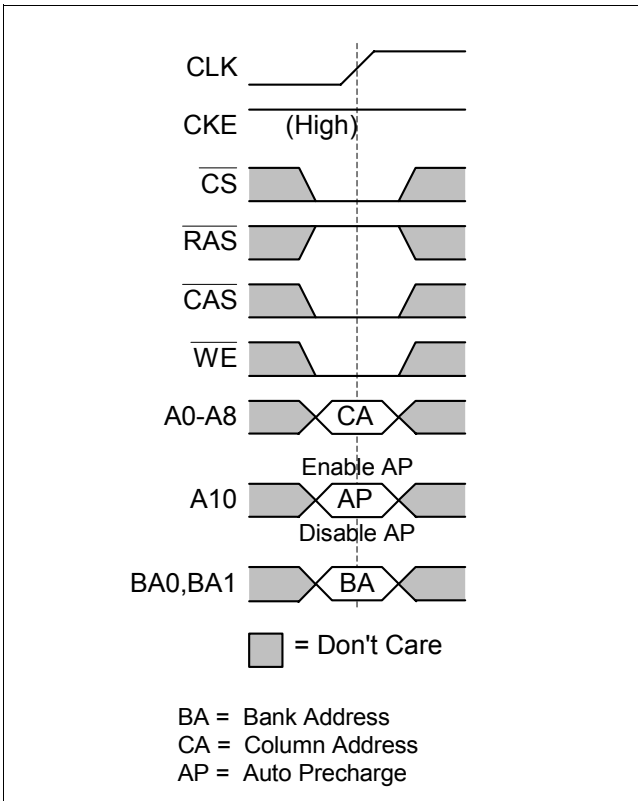 CLK
CKE (High)
CS
RAS
CAS
WE
A0-A8 CA
Enable AP
A10 AP
Disable AP
BA0,BA1 BA
= Don't Care
BA = Bank Address
CA = Column Address
AP = Auto Precharge